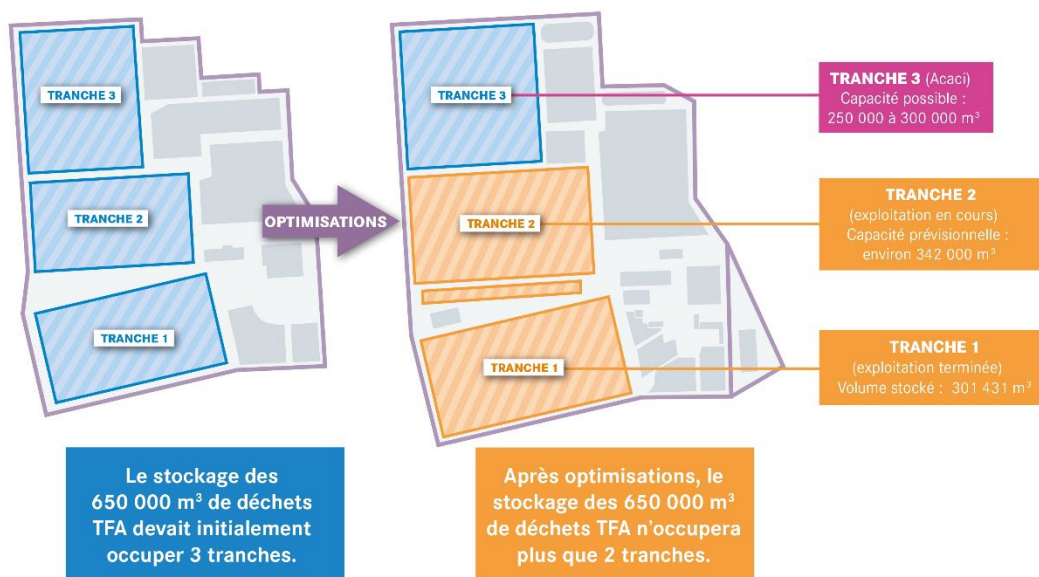 TRANCHE 3
TRANCHE 2
TRANCHE 1
OPTIMISATIONS
TRANCHE 3
TRANCHE 2
TRANCHE 1
TRANCHE 3 (Acaci)
Capacité possible :
250 000 à 300 000 m³
TRANCHE 2
(exploitation en cours)
Capacité prévisionnelle :
environ 342 000 m³
TRANCHE 1
(exploitation terminée)
Volume stocké : 301 431 m³
Le stockage des
650 000 m³ de déchets
TFA devait initialement
occuper 3 tranches.
Après optimisations, le
stockage des 650 000 m³
de déchets TFA n’occupera
plus que 2 tranches.